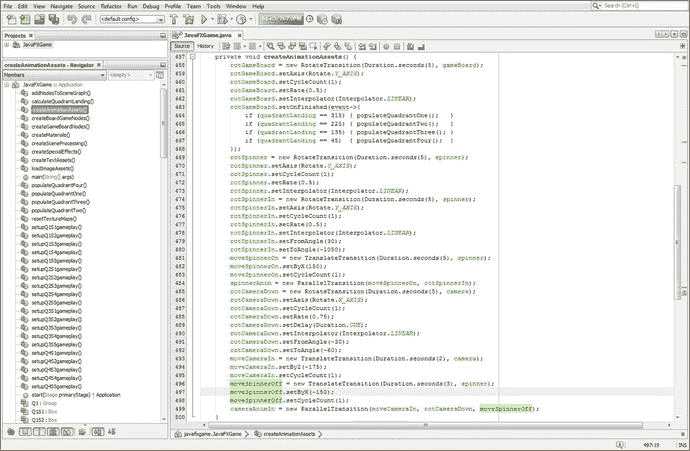 File Edit View Navigate Source Refactor Run Debug Profile Team Tools Window Help
Search (Ctrl+I)
<default config>
Projects
JavaFXGame
createAnimationAssets - Navigator
Members
<empty>
JavaFXGame :: Application
addNodesToSceneGraph()
calculateQuadrantLanding()
createAnimationAssets()
createBoardGameNodes()
createGameBoardNodes()
createMaterials()
createSceneProcessing()
createSpecialEffects()
createTextAssets()
loadImageAssets()
main(String[] args)
populateQuadrantFour()
populateQuadrantOne()
populateQuadrantThree()
populateQuadrantTwo()
resetTextureMaps()
setupQ1S1gameplay()
setupQ1S2gameplay()
setupQ1S3gameplay()
setupQ1S4gameplay()
setupQ1S5gameplay()
setupQ2S1gameplay()
setupQ2S2gameplay()
setupQ2S3gameplay()
setupQ2S4gameplay()
setupQ2S5gameplay()
setupQ3S1gameplay()
setupQ3S2gameplay()
setupQ3S3gameplay()
setupQ3S4gameplay()
setupQ3S5gameplay()
setupQ4S1gameplay()
setupQ4S2gameplay()
setupQ4S3gameplay()
setupQ4S4gameplay()
setupQ4S5gameplay()
start(Stage primaryStage) : Application
Q1 : Group
Q1S1 : Box
Q1S2 : Box
JavaFXGame.java
Source History
457 private void createAnimationAssets() {
458 rotGameBoard = new RotateTransition(Duration.seconds(5), gameBoard);
459 rotGameBoard.setAxis(Rotate.Y_AXIS);
460 rotGameBoard.setCycleCount(1);
461 rotGameBoard.setRate(0.5);
462 rotGameBoard.setInterpolator(Interpolator.LINEAR);
463 rotGameBoard.setOnFinished(event->{
464 if (quadrantLanding == 315) { populateQuadrantOne(); }
465 if (quadrantLanding == 225) { populateQuadrantTwo(); }
466 if (quadrantLanding == 135) { populateQuadrantThree(); }
467 if (quadrantLanding == 45) { populateQuadrantFour(); }
468 });
469 rotSpinner = new RotateTransition(Duration.seconds(5), spinner);
470 rotSpinner.setAxis(Rotate.Y_AXIS);
471 rotSpinner.setCycleCount(1);
472 rotSpinner.setRate(0.5);
473 rotSpinner.setInterpolator(Interpolator.LINEAR);
474 rotSpinnerIn = new RotateTransition(Duration.seconds(5), spinner);
475 rotSpinnerIn.setAxis(Rotate.Y_AXIS);
476 rotSpinnerIn.setCycleCount(1);
477 rotSpinnerIn.setRate(0.5);
478 rotSpinnerIn.setInterpolator(Interpolator.LINEAR);
479 rotSpinnerIn.setFromAngle(30);
480 rotSpinnerIn.setToAngle(-1050);
481 moveSpinnerOn = new TranslateTransition(Duration.seconds(5), spinner);
482 moveSpinnerOn.setByX(150);
483 moveSpinnerOn.setCycleCount(1);
484 spinnerAnim = new ParallelTransition(moveSpinnerOn, rotSpinnerIn);
485 rotCameraDown = new RotateTransition(Duration.seconds(5), camera);
486 rotCameraDown.setAxis(Rotate.X_AXIS);
487 rotCameraDown.setCycleCount(1);
488 rotCameraDown.setRate(0.75);
489 rotCameraDown.setDelay(Duration.ONE);
490 rotCameraDown.setInterpolator(Interpolator.LINEAR);
491 rotCameraDown.setFromAngle(-30);
492 rotCameraDown.setToAngle(-60);
493 moveCameraIn = new TranslateTransition(Duration.seconds(2), camera);
494 moveCameraIn.setByZ(-175);
495 moveCameraIn.setCycleCount(1);
496 moveSpinnerOff = new TranslateTransition(Duration.seconds(3), spinner);
497 moveSpinnerOff.setByX(-150);
498 moveSpinnerOff.setCycleCount(1);
499 cameraAnimIn = new ParallelTransition(moveCameraIn, rotCameraDown, moveSpinnerOff);
500 }
javafxgame.JavaFXGame
createAnimationAssets
497:19
INS